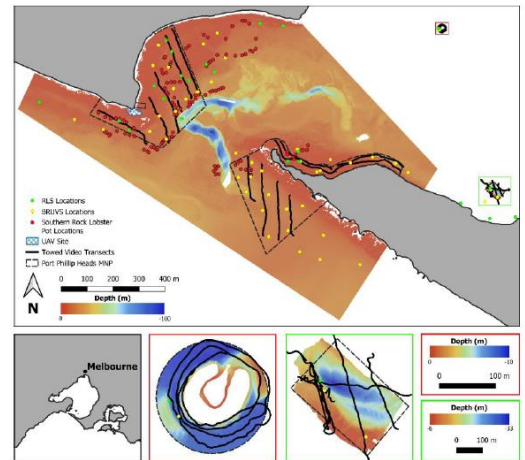 RLS Locations
BRUVS Locations
Southern Rock Lobster
Pot Locations
UAV Site
Towed Video Transects
Port Phillip Heads MNP
0 100 200 300 400 m
N
Depth (m)
0 -100
Melbourne
Depth (m)
0 -10
0 100 m
Depth (m)
-6 -33
0 100 m